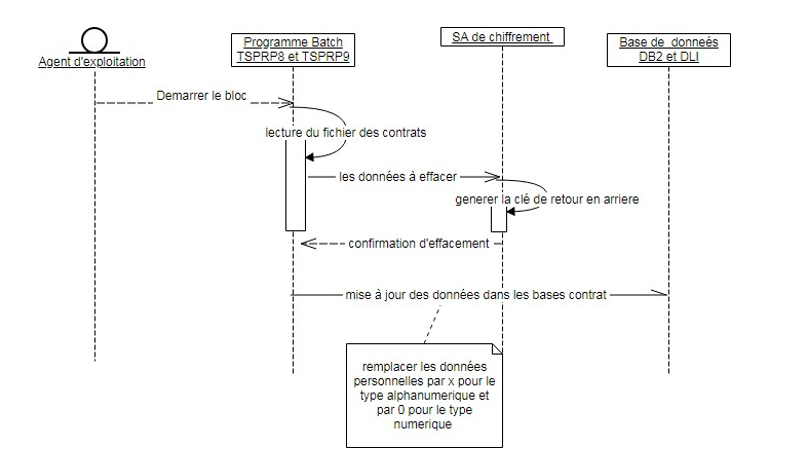 Agent d'exploitation
Programme Batch
TSPRP8 et TSPRP9
SA de chiffrement
Base de donneés
DB2 et DLI
Demarrer le bloc
lecture du fichier des contrats
les données à effacer
generer la clé de retour en arriere
confirmation d'effacement
mise à jour des données dans les bases contrat
remplacer les données
personnelles par x pour le
type alphanumerique et
par 0 pour le type
numerique